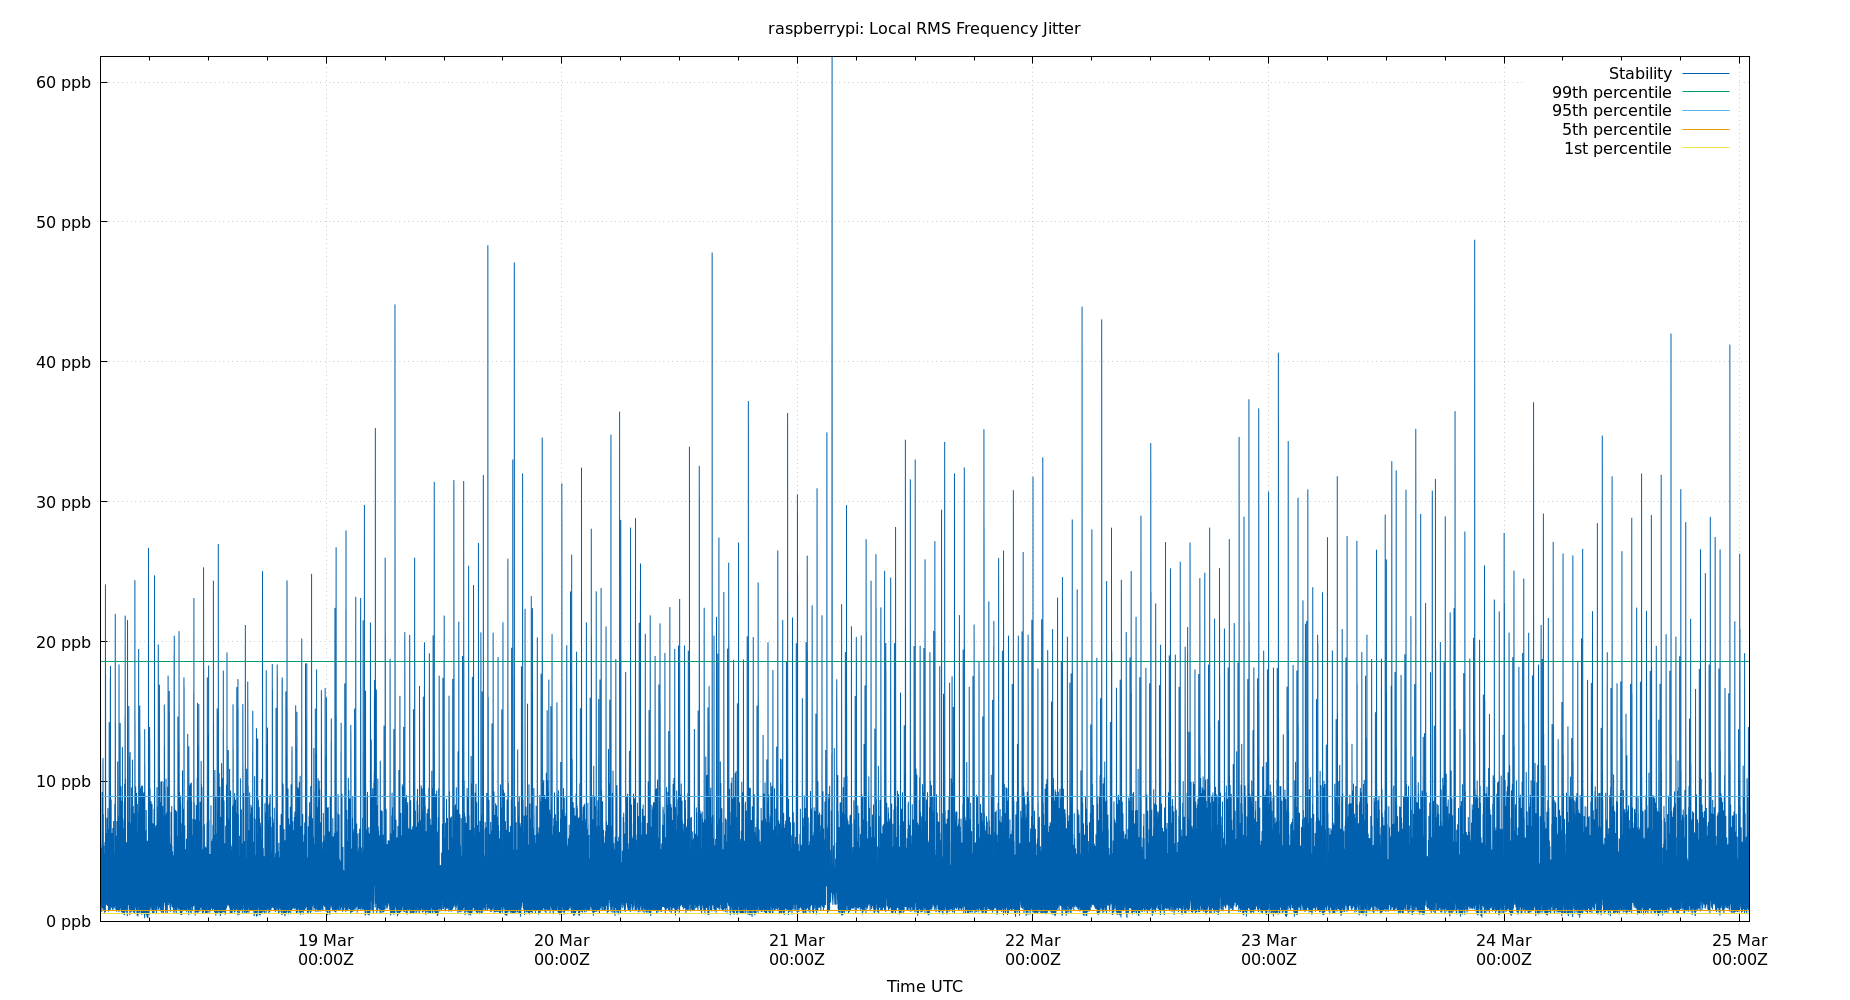 raspberrypi: Local RMS Frequency Jitter
60 ppb
50 ppb
40 ppb
30 ppb
20 ppb
10 ppb
0 ppb
Stability
99th percentile
95th percentile
5th percentile
1st percentile
19 Mar
00:00Z
20 Mar
00:00Z
21 Mar
00:00Z
22 Mar
00:00Z
23 Mar
00:00Z
24 Mar
00:00Z
25 Mar
00:00Z
Time UTC